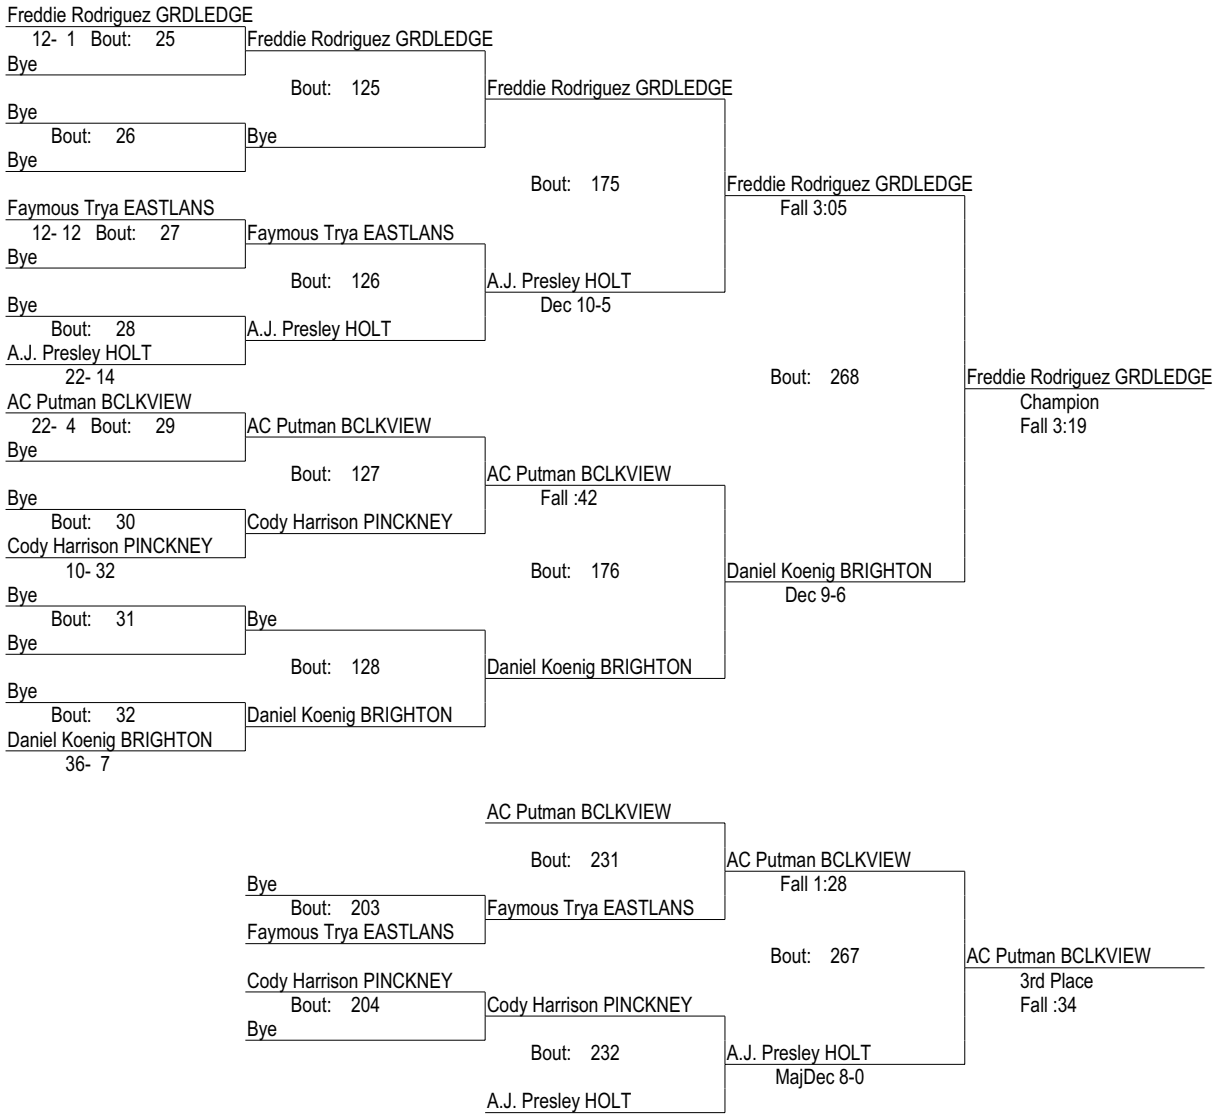 Freddie Rodriguez GRDLEDGE
12- 1 Bout: 25
Freddie Rodriguez GRDLEDGE
Bye
Bout: 125
Freddie Rodriguez GRDLEDGE
Bye
Bout: 26
Bye
Bye
Bout: 175
Freddie Rodriguez GRDLEDGE
Fall 3:05
Faymous Trya EASTLANS
12- 12 Bout: 27
Faymous Trya EASTLANS
Bye
Bout: 126
A.J. Presley HOLT
Dec 10-5
Bye
Bout: 28
A.J. Presley HOLT
A.J. Presley HOLT
22- 14
Bout: 268
Freddie Rodriguez GRDLEDGE
Champion
Fall 3:19
AC Putman BCLKVIEW
22- 4 Bout: 29
AC Putman BCLKVIEW
Bye
Bout: 127
AC Putman BCLKVIEW
Fall :42
Bye
Bout: 30
Cody Harrison PINCKNEY
Cody Harrison PINCKNEY
10- 32
Bout: 176
Daniel Koenig BRIGHTON
Dec 9-6
Bye
Bout: 31
Bye
Bye
Bout: 128
Daniel Koenig BRIGHTON
Bye
Bout: 32
Daniel Koenig BRIGHTON
Daniel Koenig BRIGHTON
36- 7
AC Putman BCLKVIEW
Bout: 231
AC Putman BCLKVIEW
Fall 1:28
Bye
Bout: 203
Faymous Trya EASTLANS
Faymous Trya EASTLANS
Bout: 267
AC Putman BCLKVIEW
3rd Place
Fall :34
Cody Harrison PINCKNEY
Bout: 204
Cody Harrison PINCKNEY
Bye
Bout: 232
A.J. Presley HOLT
MajDec 8-0
A.J. Presley HOLT